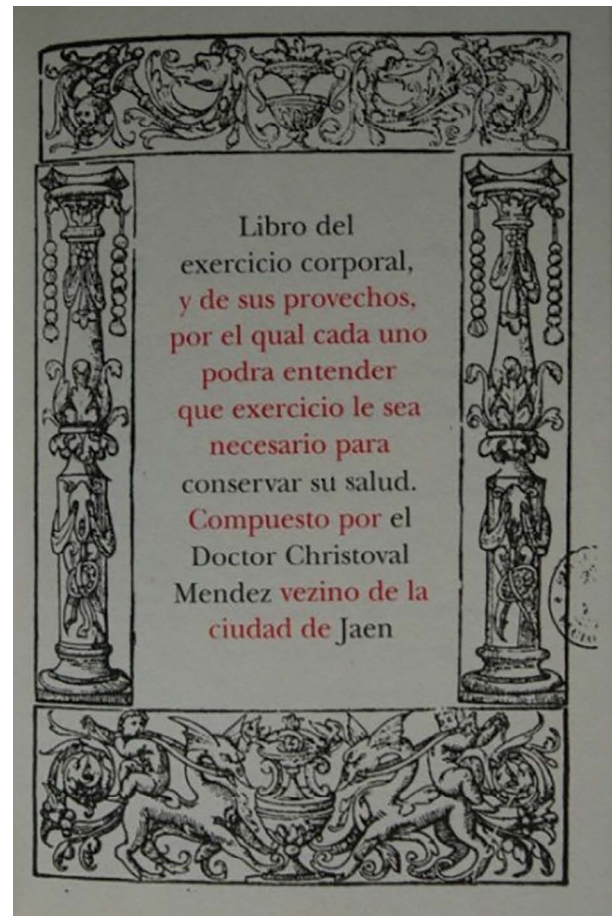 Libro del
exercicio corporal,
y de sus provechos,
por el qual cada uno
podra entender
que exercicio le sea
necesario para
conservar su salud.
Compuesto por el
Doctor Christoval
Mendez vezino de la
ciudad de Jaen